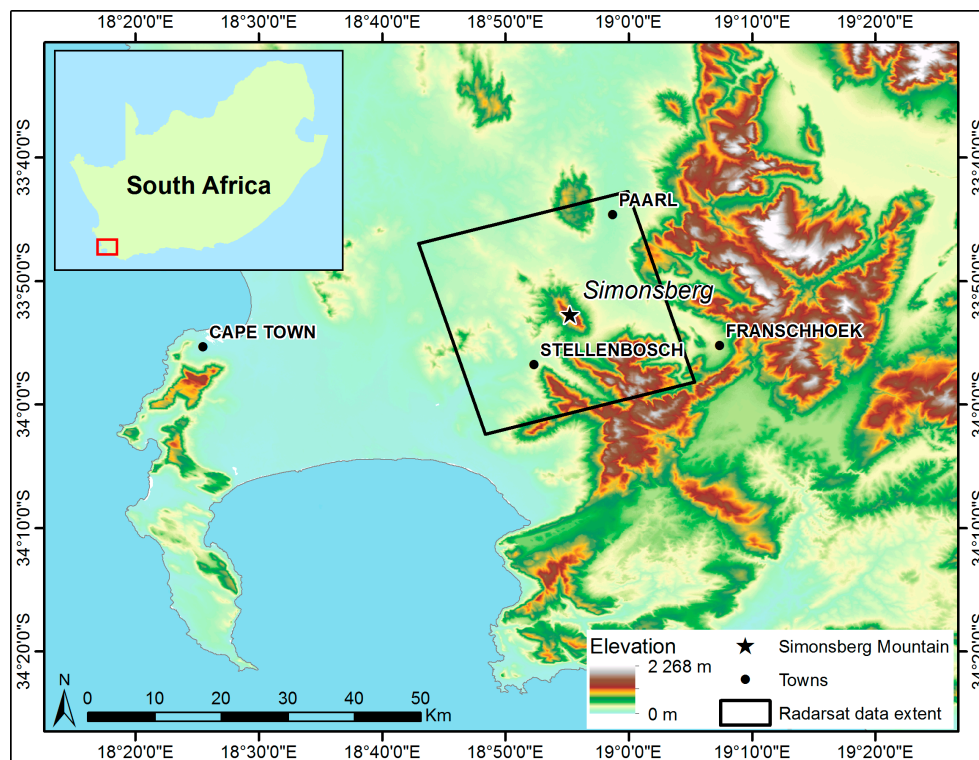 18°20'0"E 18°30'0"E 18°40'0"E 18°50'0"E 19°0'0"E 19°10'0"E 19°20'0"E
33°40'0"S
33°50'0"S
34°0'0"S
34°10'0"S
34°20'0"S
South Africa
PAARL
Simonsberg
CAPE TOWN
FRANSCHHOEK
STELLENBOSCH
33°40'0"S
33°50'0"S
34°0'0"S
34°10'0"S
34°20'0"S
Elevation
2 268 m
0 m
Simonsberg Mountain
Towns
Radarsat data extent
N
0 10 20 30 40 50
Km
18°20'0"E 18°30'0"E 18°40'0"E 18°50'0"E 19°0'0"E 19°10'0"E 19°20'0"E